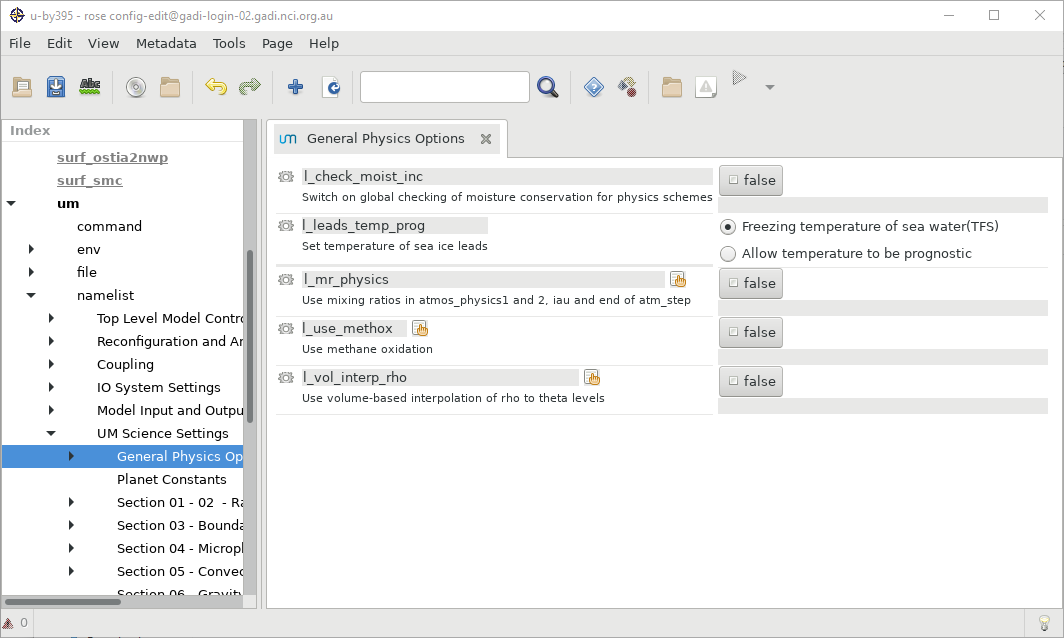 u-by395 - rose config-edit@gadi-login-02.gadi.nci.org.au
File Edit View Metadata Tools Page Help
Abc
Index
surf_ostia2nwp
surf_smc
um
command
env
file
namelist
Top Level Model Contro
Reconfiguration and An
Coupling
IO System Settings
Model Input and Outpu
UM Science Settings
General Physics Op
Planet Constants
Section 01 - 02 - Ra
Section 03 - Bounda
Section 04 - Microph
Section 05 - Convec
Section 06 - Gravity
um General Physics Options
l_check_moist_inc
Switch on global checking of moisture conservation for physics schemes
false
l_leads_temp_prog
Set temperature of sea ice leads
Freezing temperature of sea water(TFS)
Allow temperature to be prognostic
l_mr_physics
Use mixing ratios in atmos_physics1 and 2, iau and end of atm_step
false
l_use_methox
Use methane oxidation
false
l_vol_interp_rho
Use volume-based interpolation of rho to theta levels
false
0